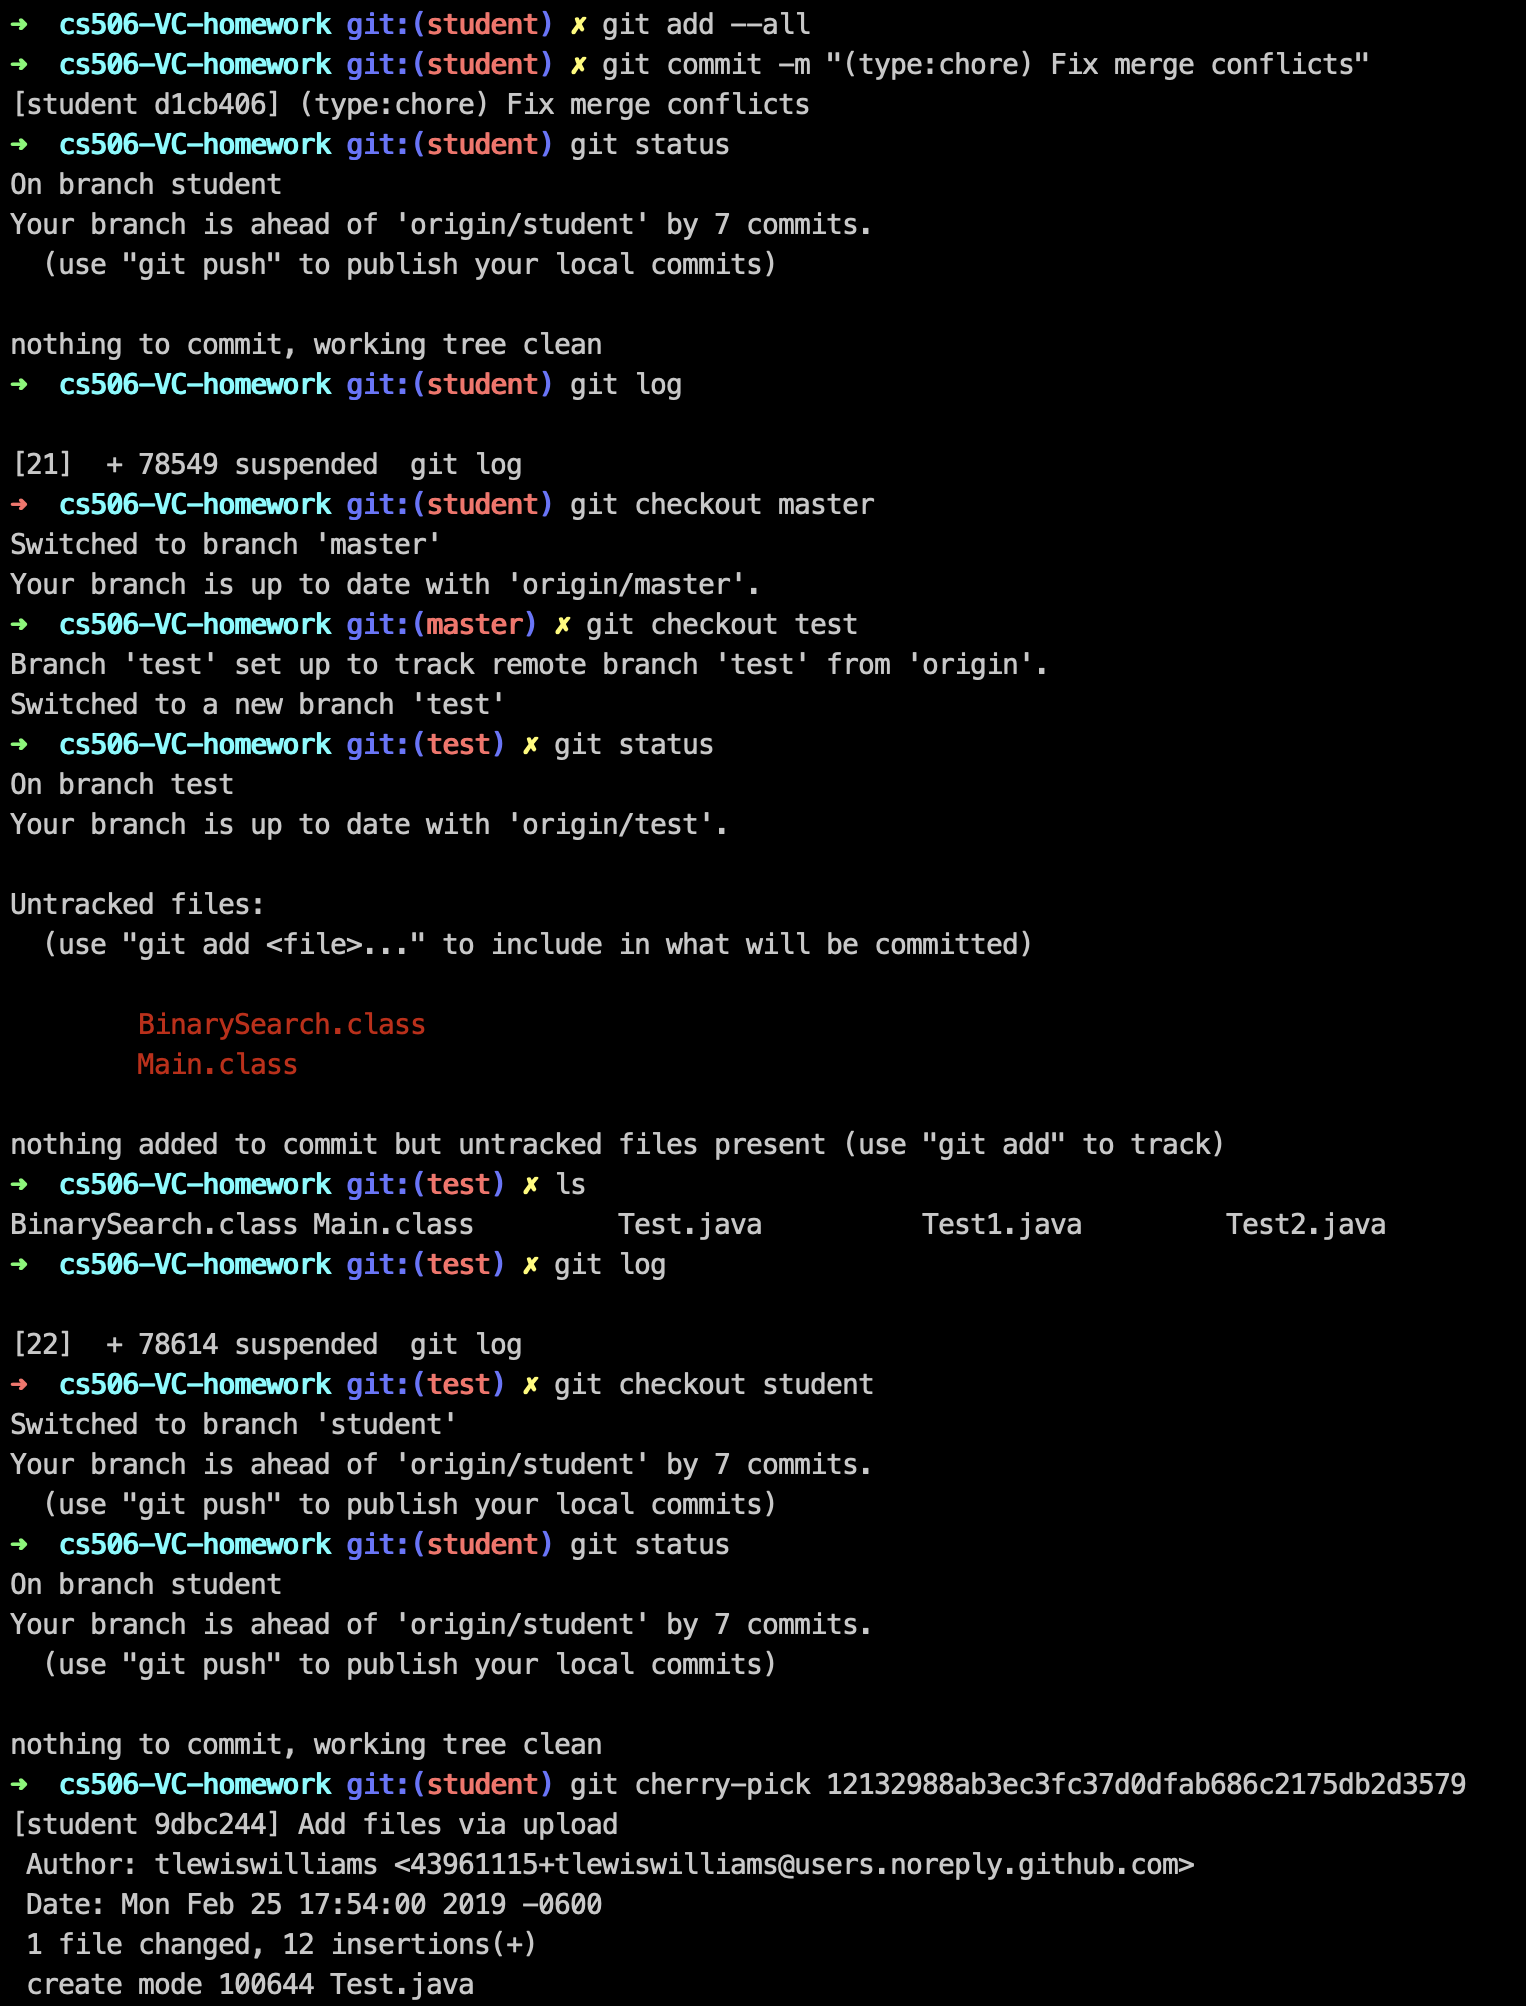 ➜  cs506-VC-homework git:(student) ✗ git add --all
➜  cs506-VC-homework git:(student) ✗ git commit -m "(type:chore) Fix merge conflicts"
[student d1cb406] (type:chore) Fix merge conflicts
➜  cs506-VC-homework git:(student) git status
On branch student
Your branch is ahead of 'origin/student' by 7 commits.
  (use "git push" to publish your local commits)

nothing to commit, working tree clean
➜  cs506-VC-homework git:(student) git log

[21]  + 78549 suspended  git log
➜  cs506-VC-homework git:(student) git checkout master
Switched to branch 'master'
Your branch is up to date with 'origin/master'.
➜  cs506-VC-homework git:(master) ✗ git checkout test
Branch 'test' set up to track remote branch 'test' from 'origin'.
Switched to a new branch 'test'
➜  cs506-VC-homework git:(test) ✗ git status
On branch test
Your branch is up to date with 'origin/test'.

Untracked files:
  (use "git add <file>..." to include in what will be committed)

        BinarySearch.class
        Main.class

nothing added to commit but untracked files present (use "git add" to track)
➜  cs506-VC-homework git:(test) ✗ ls
BinarySearch.class Main.class         Test.java          Test1.java         Test2.java
➜  cs506-VC-homework git:(test) ✗ git log

[22]  + 78614 suspended  git log
➜  cs506-VC-homework git:(test) ✗ git checkout student
Switched to branch 'student'
Your branch is ahead of 'origin/student' by 7 commits.
  (use "git push" to publish your local commits)
➜  cs506-VC-homework git:(student) git status
On branch student
Your branch is ahead of 'origin/student' by 7 commits.
  (use "git push" to publish your local commits)

nothing to commit, working tree clean
➜  cs506-VC-homework git:(student) git cherry-pick 12132988ab3ec3fc37d0dfab686c2175db2d3579
[student 9dbc244] Add files via upload
 Author: tlewiswilliams <43961115+tlewiswilliams@users.noreply.github.com>
 Date: Mon Feb 25 17:54:00 2019 -0600
 1 file changed, 12 insertions(+)
 create mode 100644 Test.java